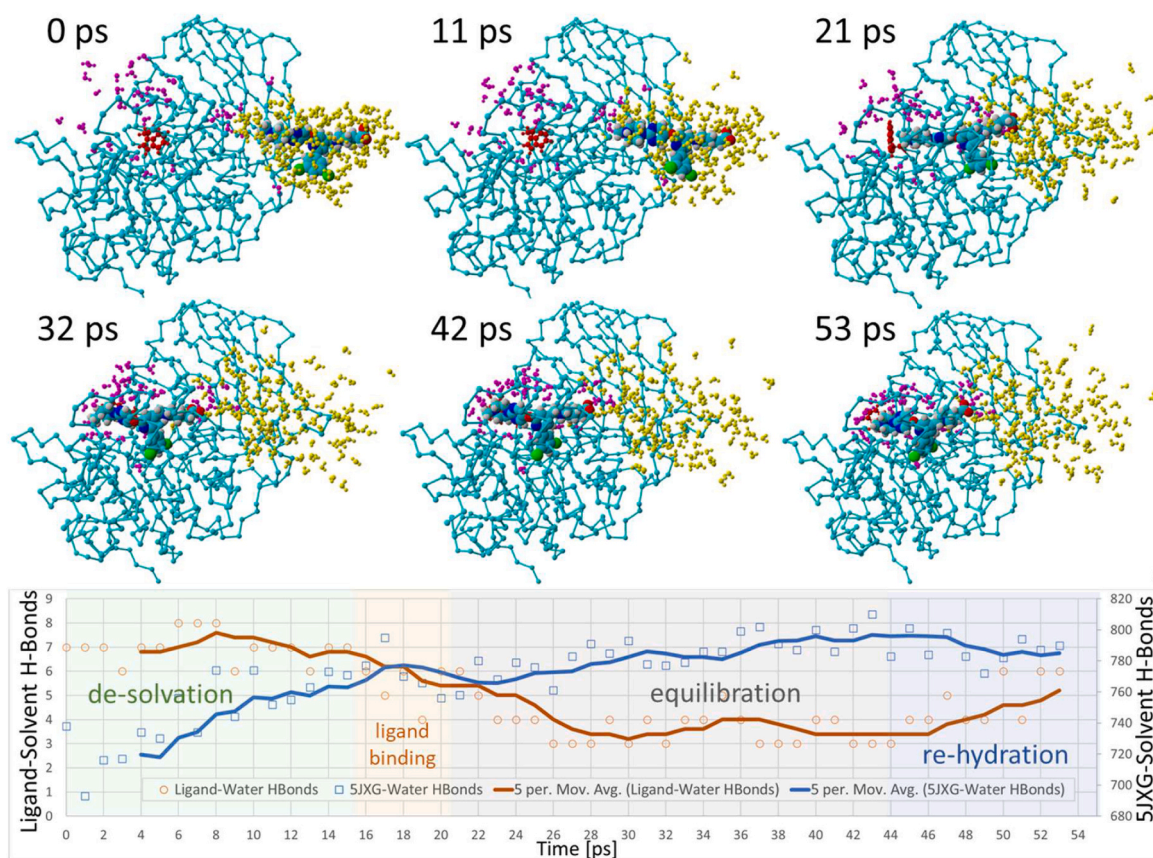 0 ps
11 ps
21 ps
32 ps
42 ps
53 ps
Ligand-Solvent H-Bonds
9
8
7
6
5
4
3
2
1
0
de-solvation
ligand
binding
equilibration
re-hydration
Ligand-Water HBonds
5JXG-Water HBonds
5 per. Mov. Avg. (Ligand-Water HBonds)
5 per. Mov. Avg. (5JXG-Water HBonds)
820
800
780
760
740
720
700
680
5JXG-Solvent H-Bonds
0 2 4 6 8 10 12 14 16 18 20 22 24 26 28 30 32 34 36 38 40 42 44 46 48 50 52 54
Time [ps]